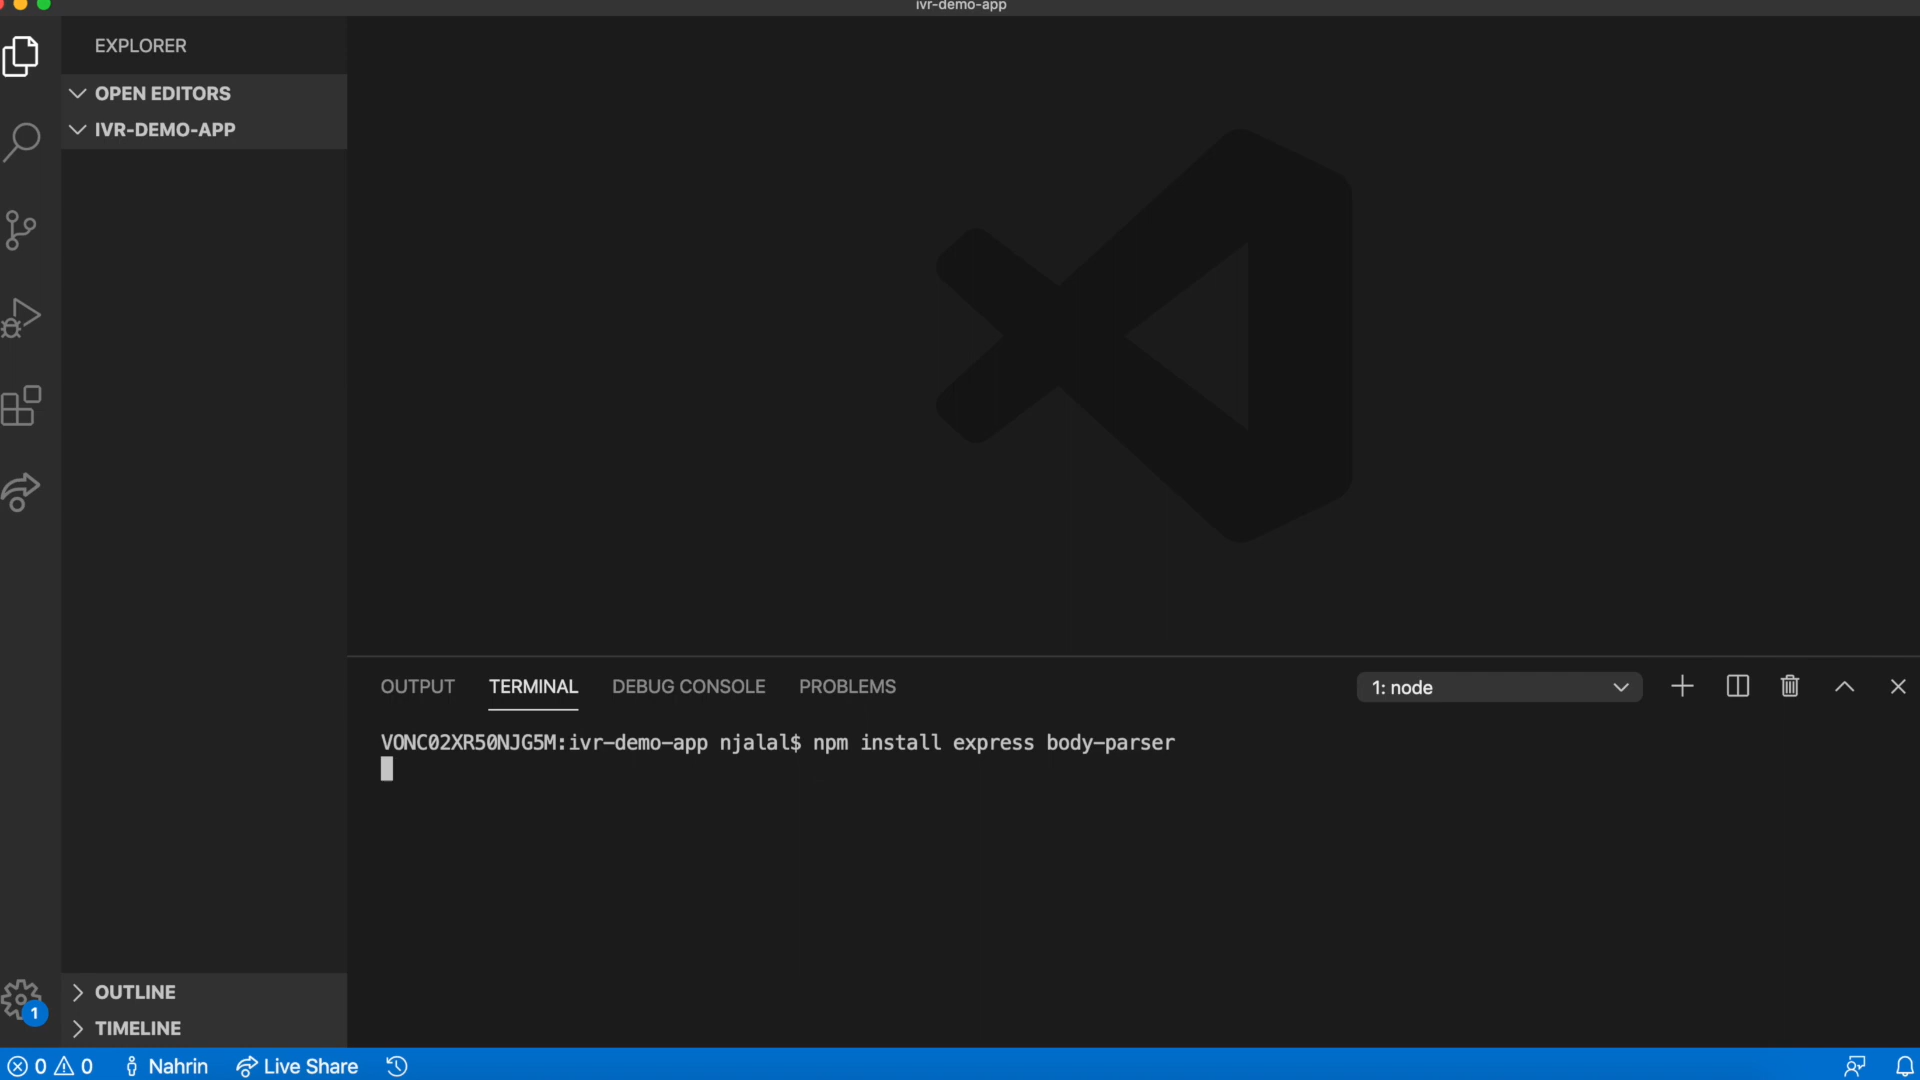 ivr-demo-app
EXPLORER
OPEN EDITORS
IVR-DEMO-APP
OUTPUT TERMINAL DEBUG CONSOLE PROBLEMS 1: node
VONC02XR50NJG5M:ivr-demo-app njalal$ npm install express body-parser
OUTLINE
1
TIMELINE
0 0 Nahrin Live Share